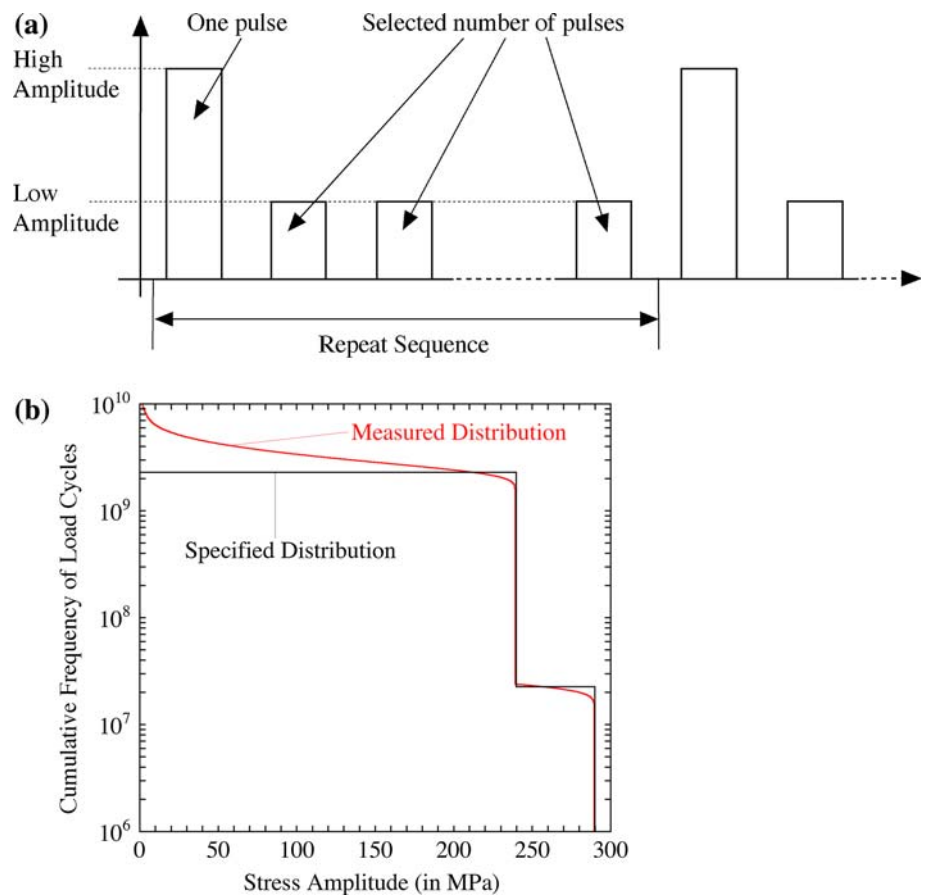 (a)
One pulse
Selected number of pulses
High
Amplitude
Low
Amplitude
Repeat Sequence
(b)
Cumulative Frequency of Load Cycles
10^10
10^9
10^8
10^7
10^6
Measured Distribution
Specified Distribution
0 50 100 150 200 250 300
Stress Amplitude (in MPa)